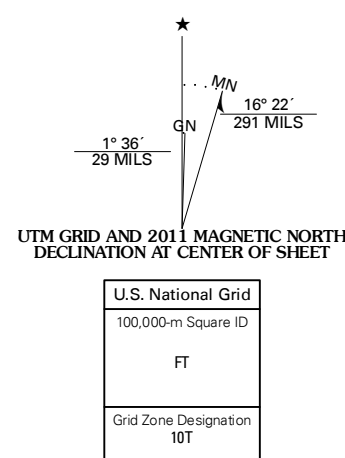 ★
MN
GN
16° 22´
291 MILS
1° 36´
29 MILS
UTM GRID AND 2011 MAGNETIC NORTH
DECLINATION AT CENTER OF SHEET
U.S. National Grid
100,000-m Square ID
FT
Grid Zone Designation
10T